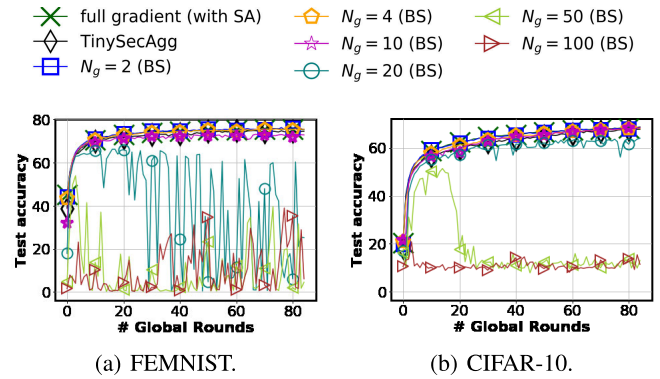 full gradient (with SA)
TinySecAgg
N_g = 2 (BS)
N_g = 4 (BS)
N_g = 10 (BS)
N_g = 20 (BS)
N_g = 50 (BS)
N_g = 100 (BS)
Test accuracy
80
60
40
20
0
0 20 40 60 80
# Global Rounds
(a) FEMNIST.
Test accuracy
60
40
20
0
0 20 40 60 80
# Global Rounds
(b) CIFAR-10.